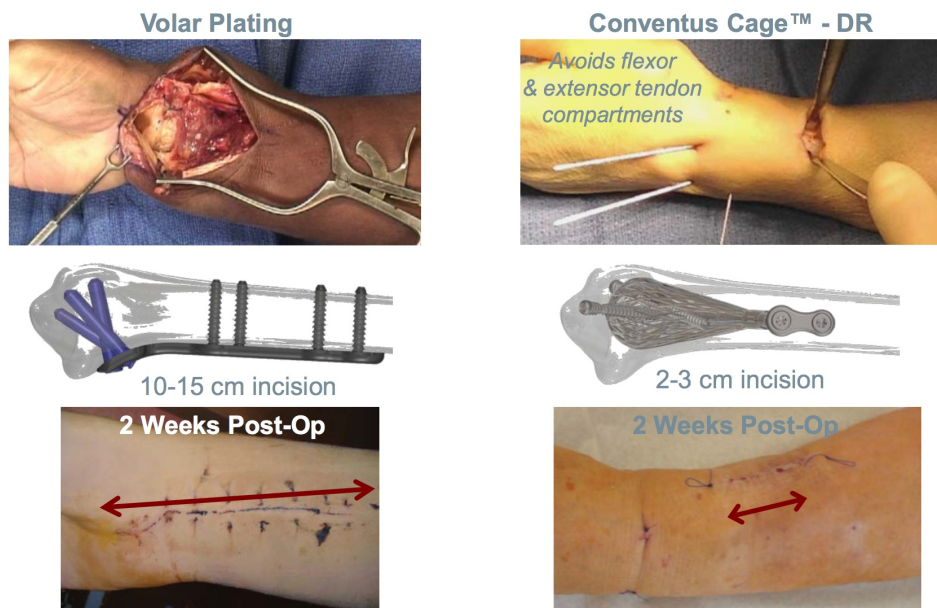 Volar Plating
Conventus Cage™ - DR
Avoids flexor
& extensor tendon
compartments
10-15 cm incision
2-3 cm incision
2 Weeks Post-Op
2 Weeks Post-Op